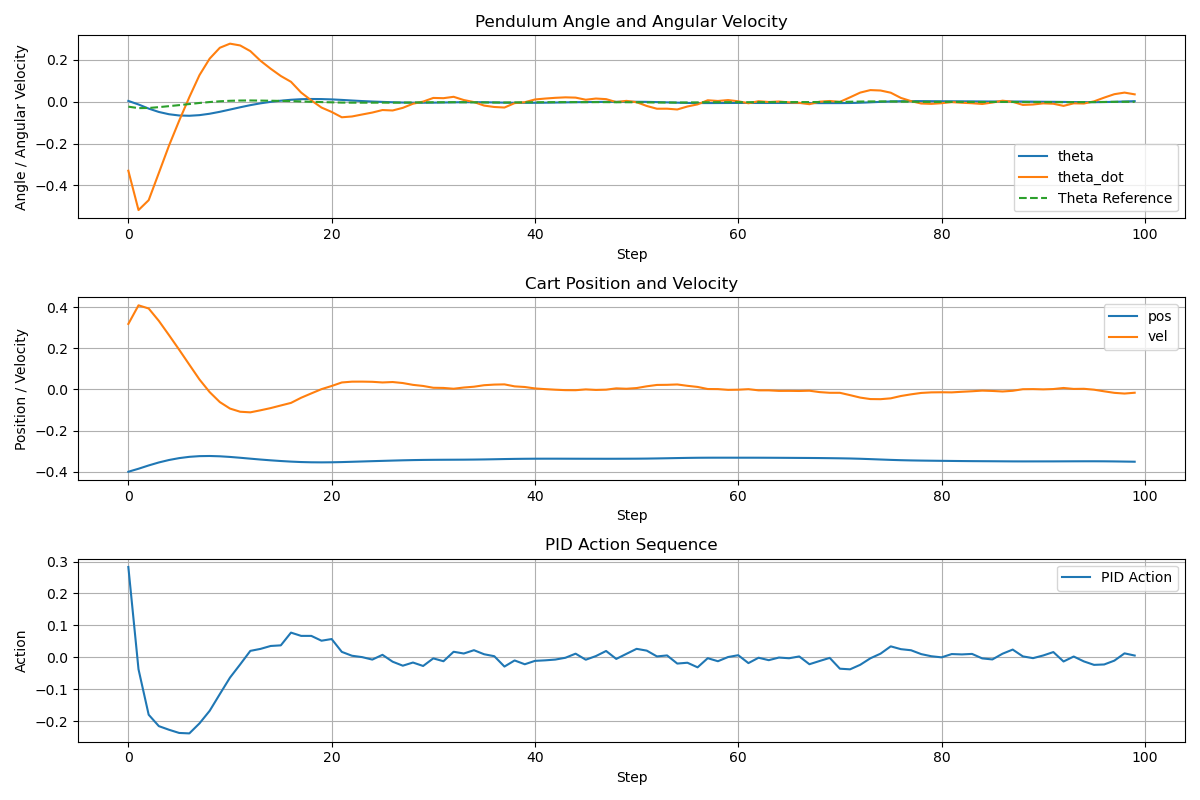 Pendulum Angle and Angular Velocity
Angle / Angular Velocity
0.2
0.0
−0.2
−0.4
theta
theta_dot
Theta Reference
0 20 40 60 80 100
Step
Cart Position and Velocity
Position / Velocity
0.4
0.2
0.0
−0.2
−0.4
pos
vel
0 20 40 60 80 100
Step
PID Action Sequence
Action
0.3
0.2
0.1
0.0
−0.1
−0.2
PID Action
0 20 40 60 80 100
Step